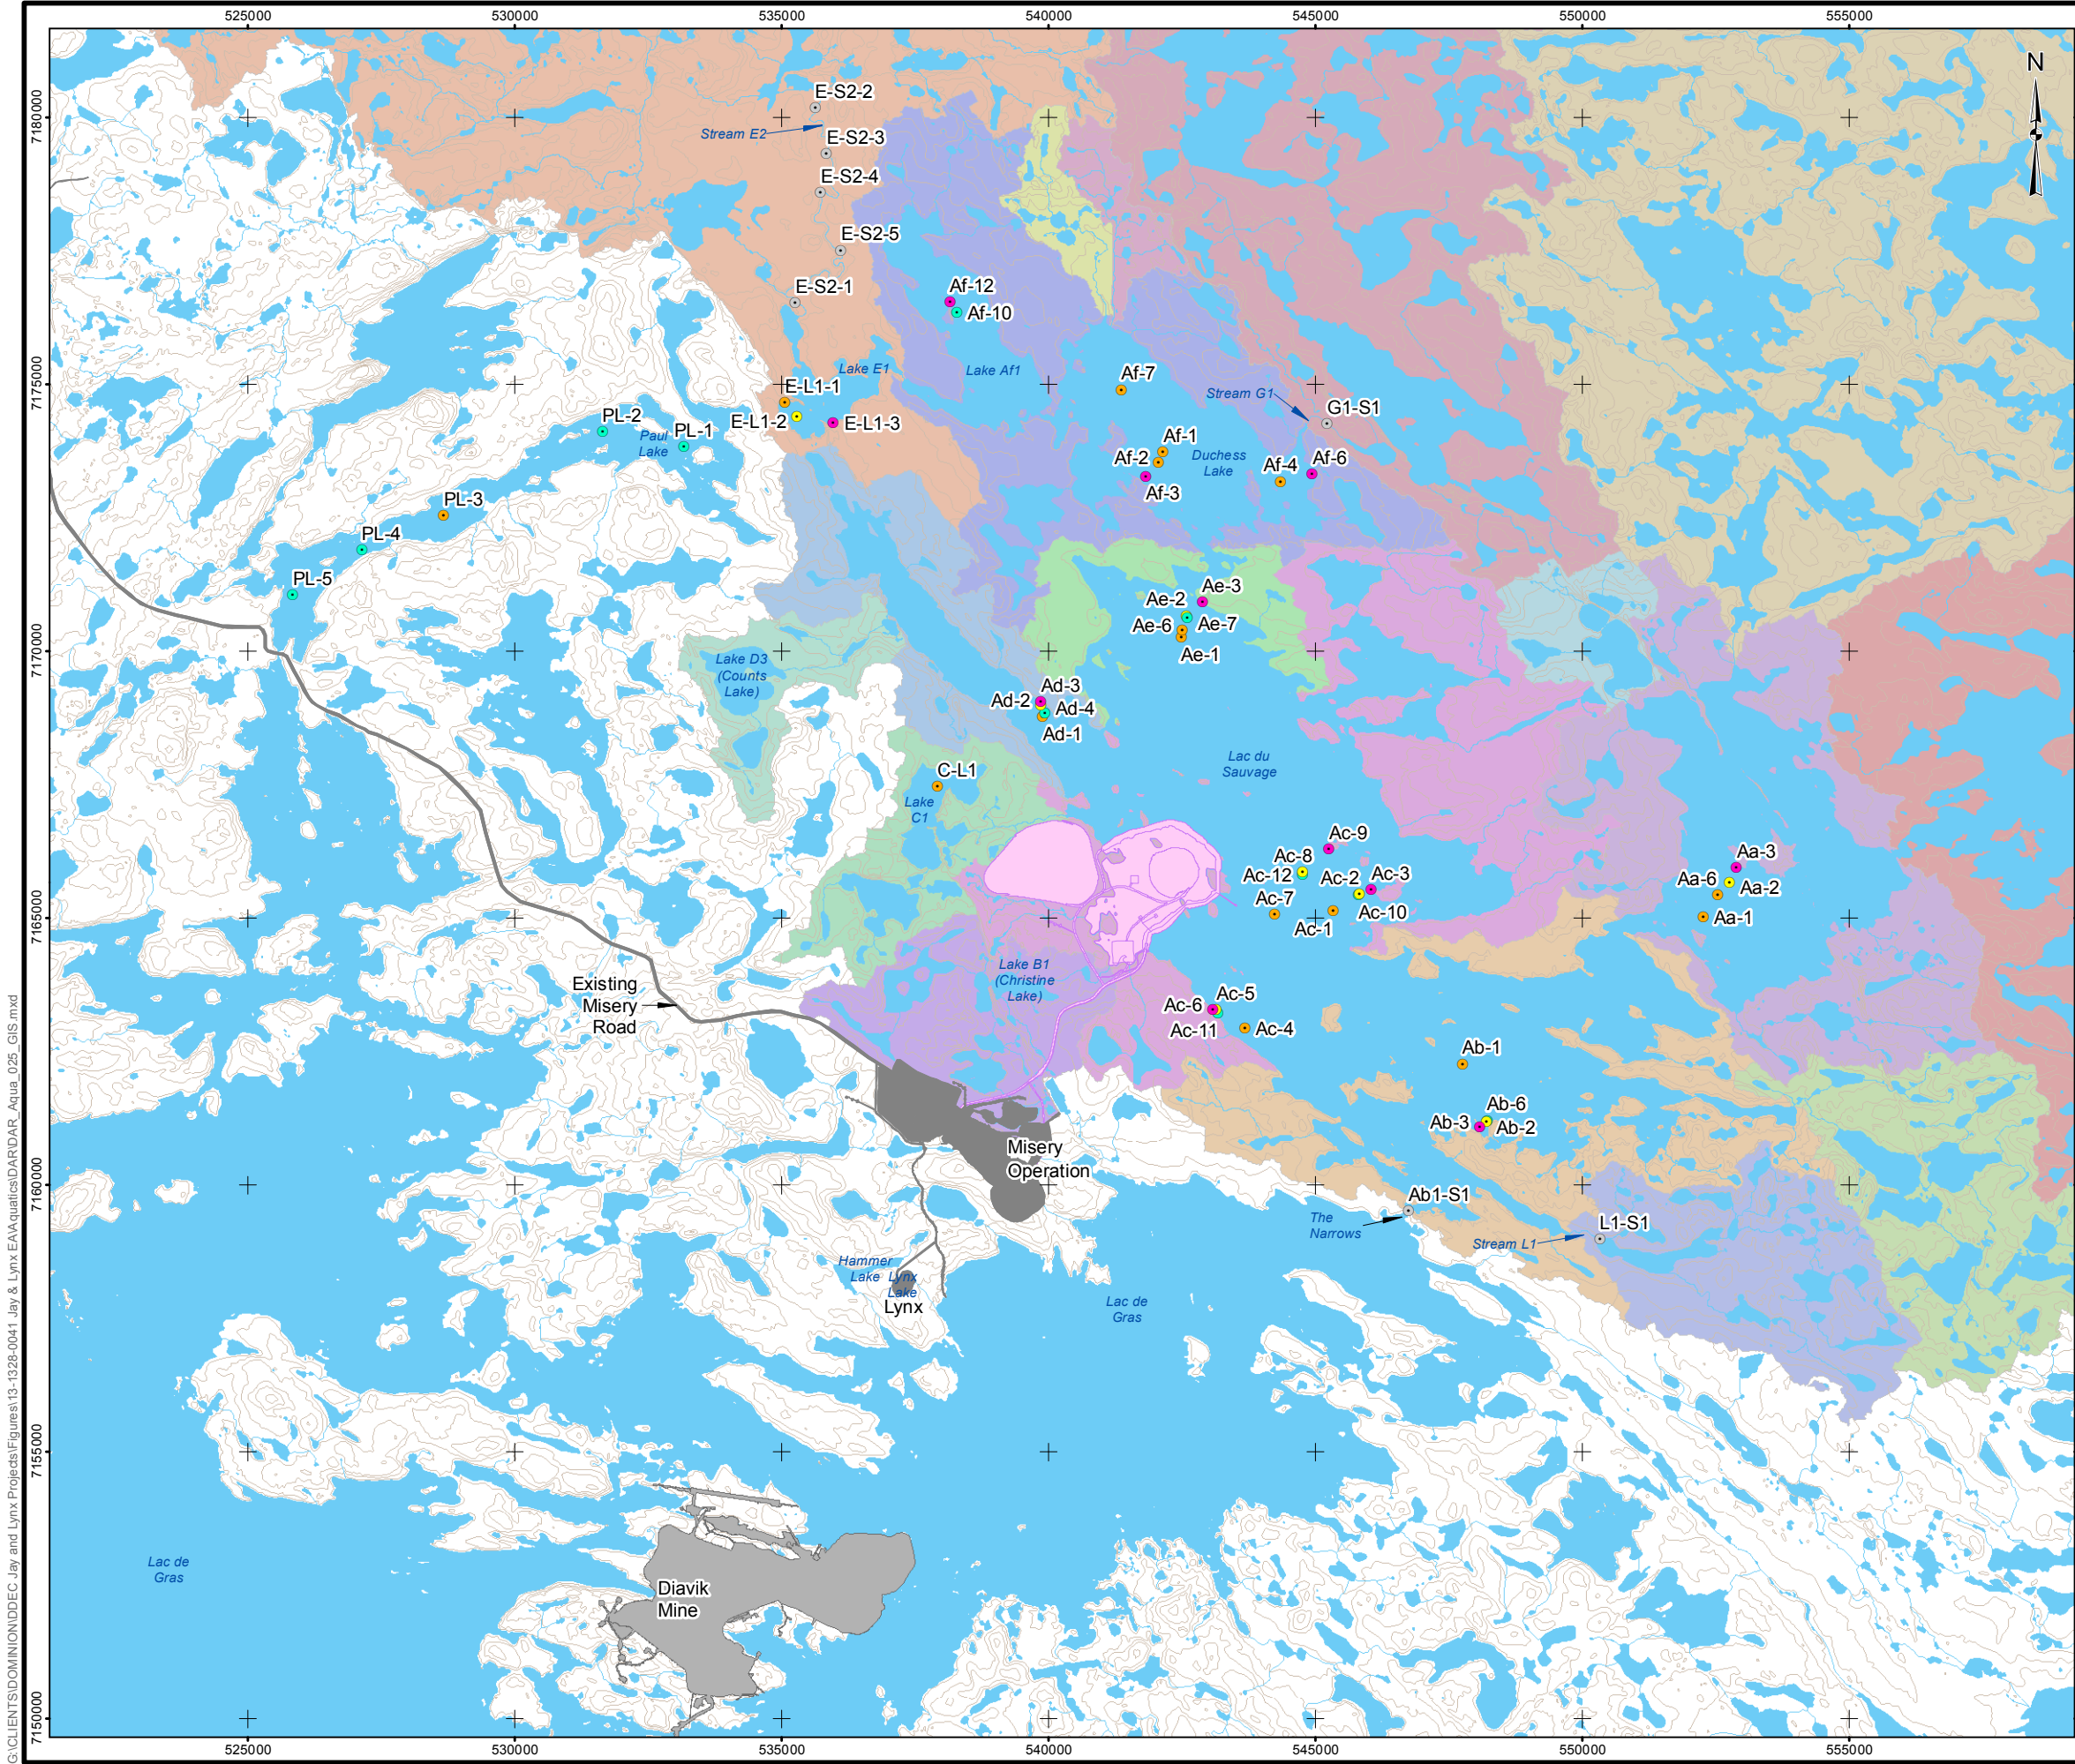 525000
530000
535000
540000
545000
550000
555000
N
7180000
7175000
7170000
7165000
7160000
7155000
7150000
E-S2-2
Stream E2
E-S2-3
E-S2-4
E-S2-5
E-S2-1
Af-12
Af-10
Lake E1
Lake Af1
Af-7
E-L1-1
E-L1-2
E-L1-3
Stream G1
G1-S1
PL-2
PL-1
Paul
Lake
Af-1
Af-2
Af-3
Duchess
Lake
Af-4
Af-6
PL-3
PL-4
PL-5
Ae-3
Ae-2
Ae-7
Ae-6
Ae-1
Lake D3
(Counts
Lake)
Ad-3
Ad-2
Ad-4
Ad-1
Lac du
Sauvage
C-L1
Lake
C1
Ac-9
Ac-8
Ac-12
Ac-2
Ac-3
Ac-7
Ac-10
Ac-1
Aa-3
Aa-6
Aa-2
Aa-1
Lake B1
(Christine
Lake)
Existing
Misery
Road
Ac-5
Ac-6
Ac-11
Ac-4
Ab-1
Ab-6
Ab-3
Ab-2
Misery
Operation
Ab1-S1
The
Narrows
L1-S1
Stream L1
Hammer
Lake
Lynx
Lake
Lynx
Lac de
Gras
Lac de
Gras
Diavik
Mine
525000
530000
535000
540000
545000
550000
555000
G:\CLIENTS\DOMINION\DDEC Jay and Lynx Projects\Figures\13-1328-0041 Jay & Lynx EA\Aquatics\DAR\DAR_Aqua_025_GIS.mxd